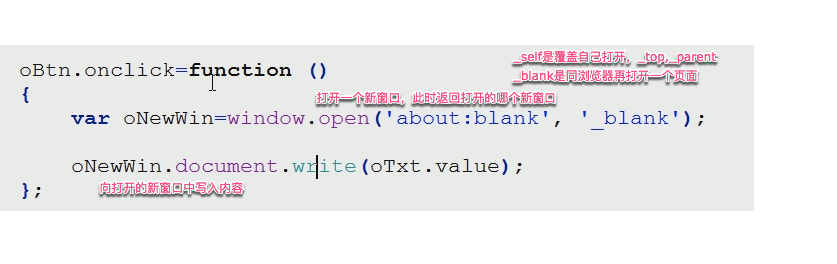 _self是覆盖自己打开，_top,_parent
oBtn.onclick=function ()
_blank是同浏览器再打开一个页面
{
打开一个新窗口，此时返回打开的哪个新窗口
var oNewWin=window.open('about:blank', '_blank');
oNewWin.document.write(oTxt.value);
};
向打开的新窗口中写入内容